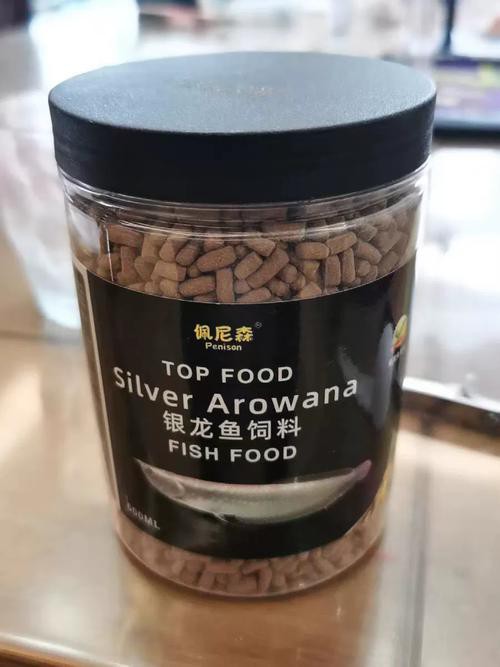 佩尼森®
Penison
TOP FOOD
Silver Arowana
银龙鱼饲料
FISH FOOD
500ML